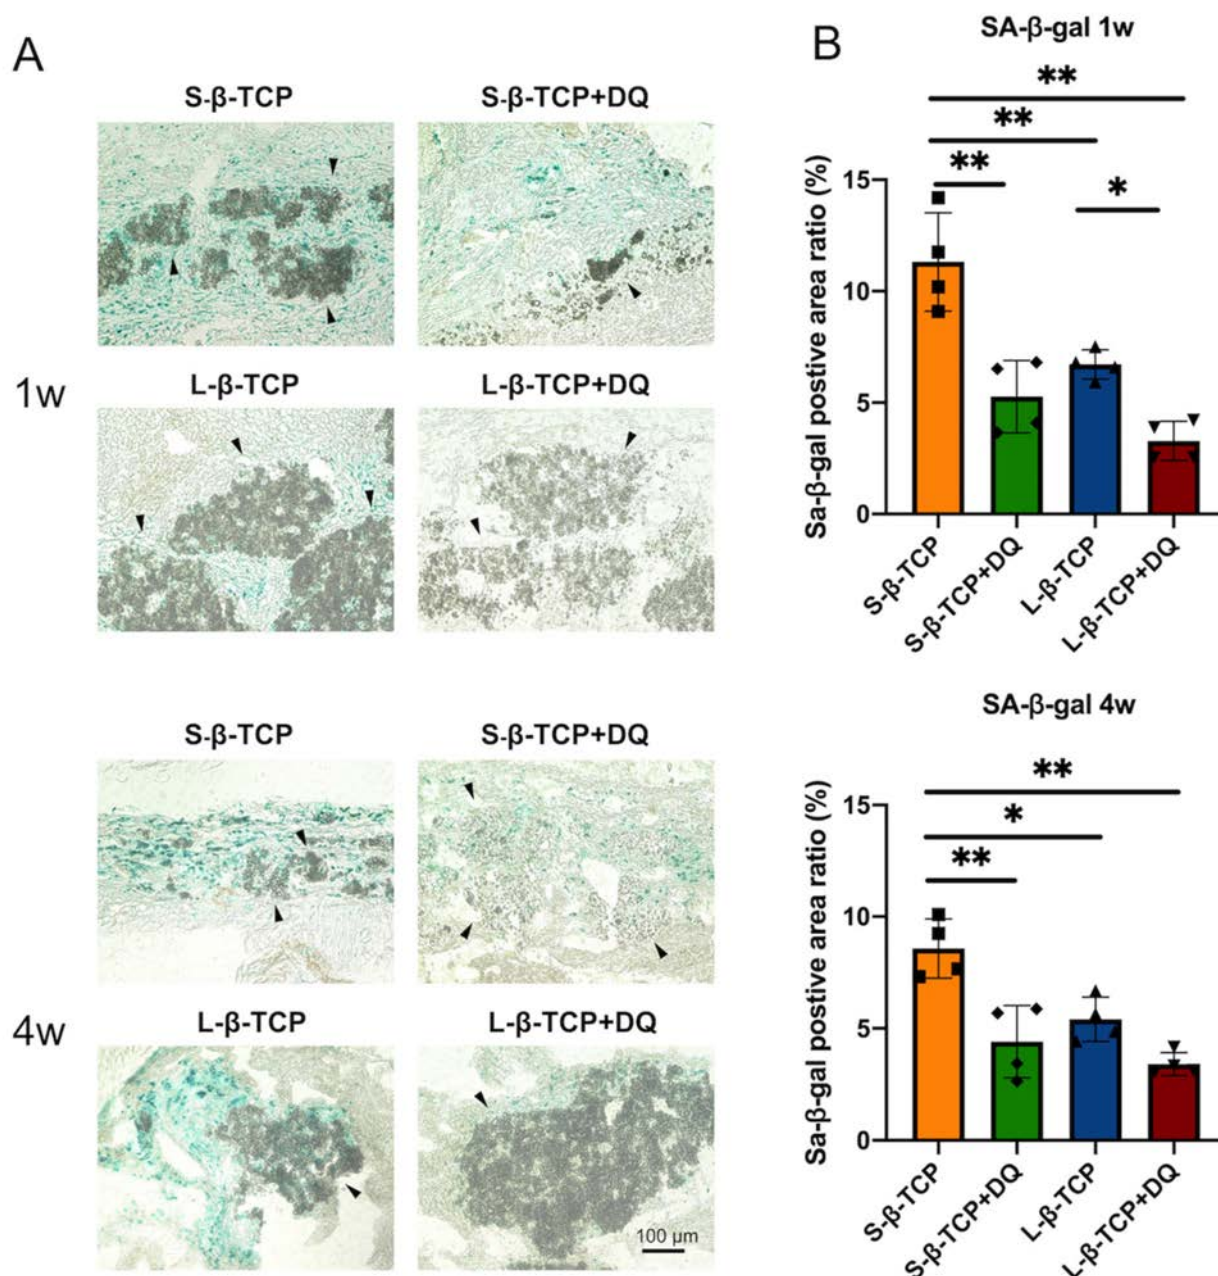 A
S-β-TCP
S-β-TCP+DQ
1w
L-β-TCP
L-β-TCP+DQ
S-β-TCP
S-β-TCP+DQ
4w
L-β-TCP
L-β-TCP+DQ
100 µm
B
SA-β-gal 1w
**
**
**
*
Sa-β-gal postive area ratio (%)
15
10
5
0
S-β-TCP
S-β-TCP+DQ
L-β-TCP
L-β-TCP+DQ
SA-β-gal 4w
**
*
**
Sa-β-gal postive area ratio (%)
15
10
5
0
S-β-TCP
S-β-TCP+DQ
L-β-TCP
L-β-TCP+DQ